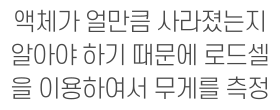 액체가 얼만큼 사라졌는지
알아야 하기 때문에 로드셀
을 이용하여서 무게를 측정